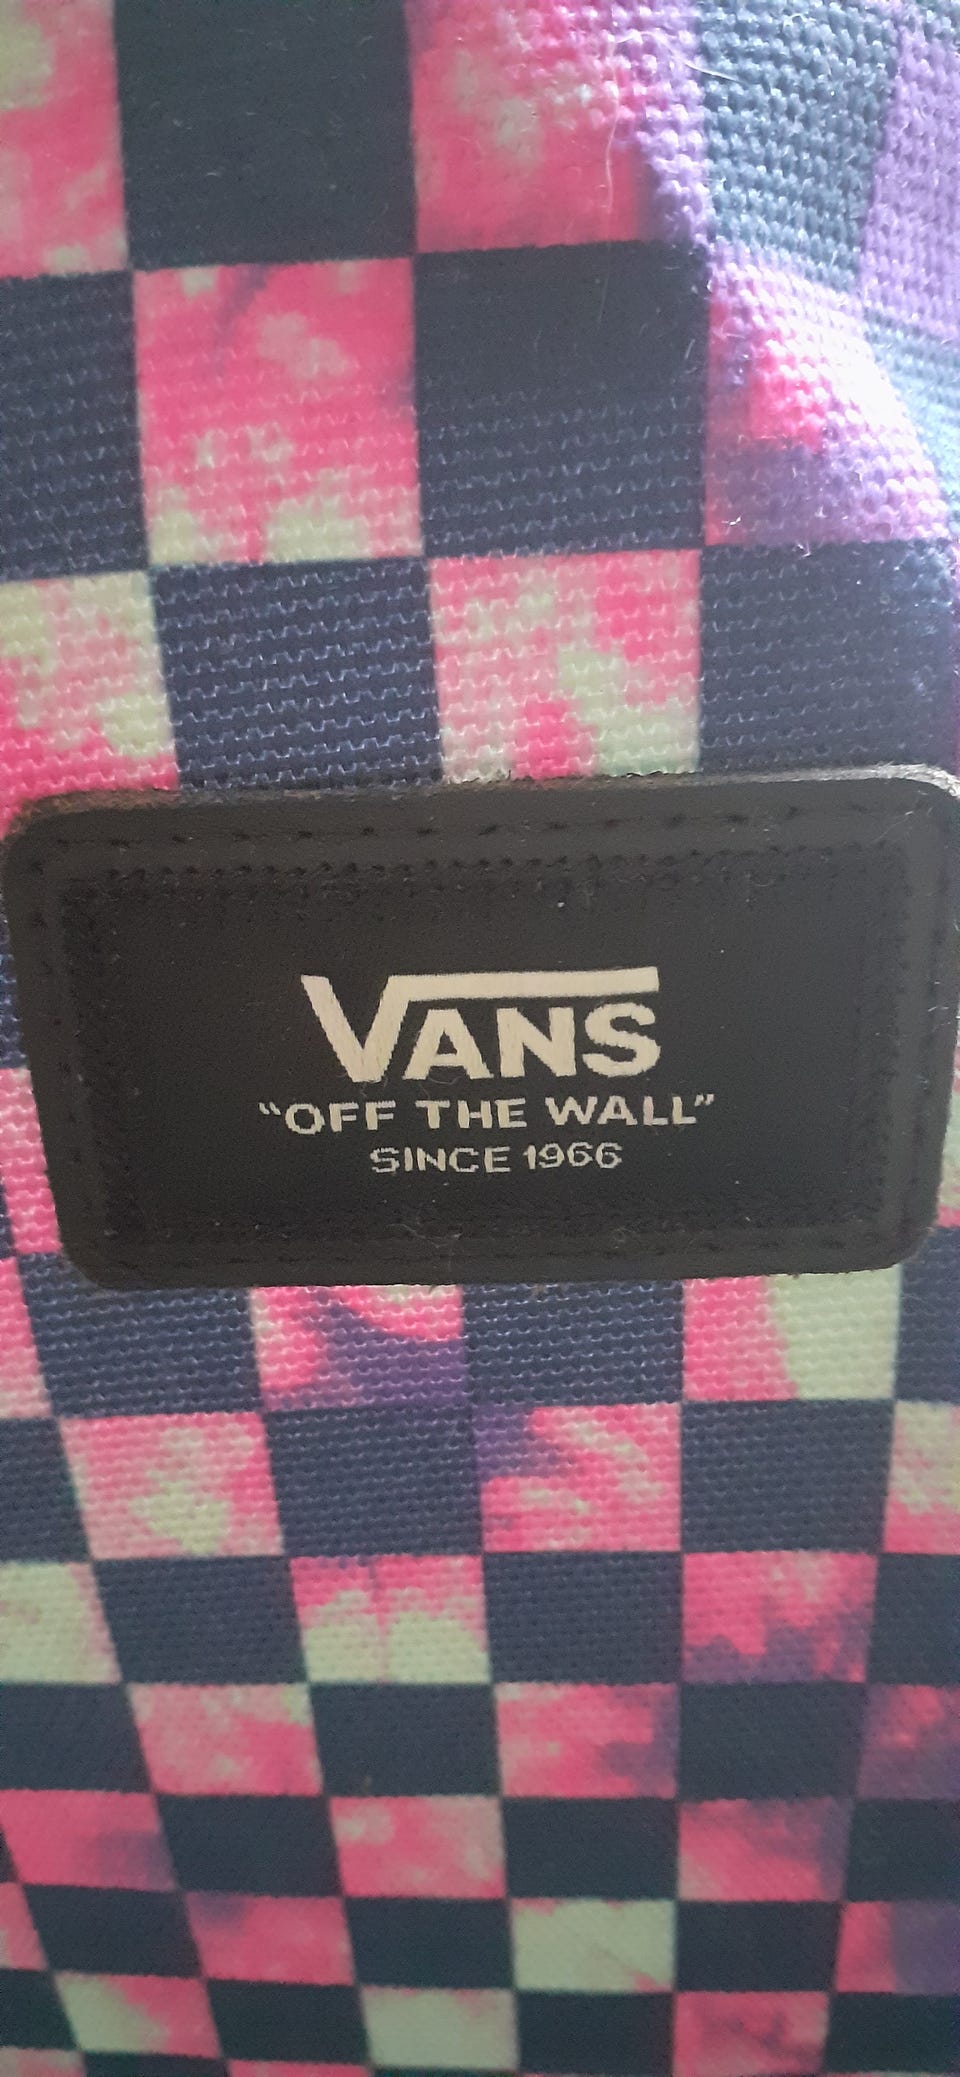 VANS
“OFF THE WALL”
SINCE 1966